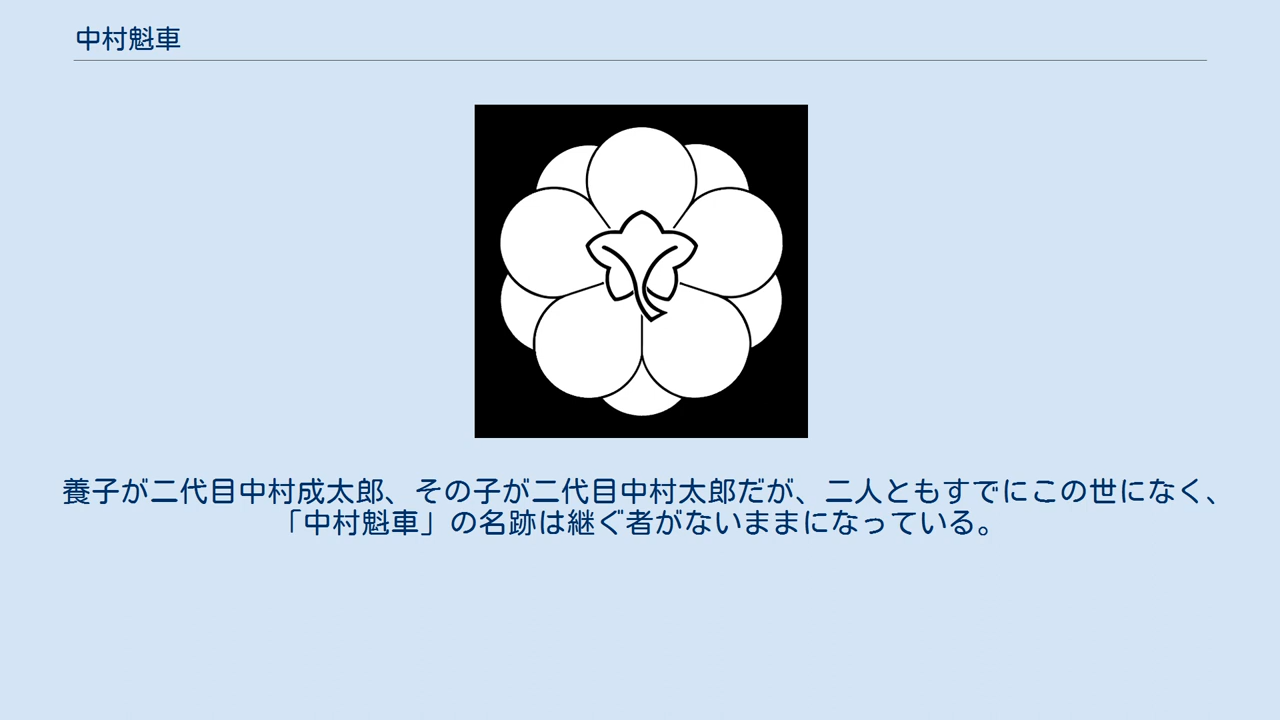 中村魁車
養子が二代目中村成太郎、その子が二代目中村太郎だが、二人ともすでにこの世になく、
「中村魁車」の名跡は継ぐ者がないままになっている。